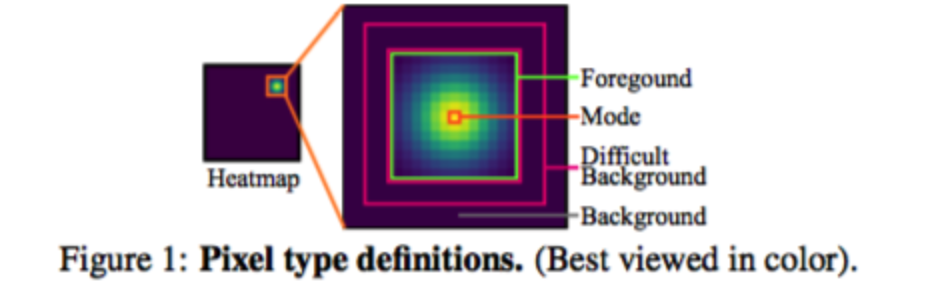 Foregound
Mode
Difficult
Background
Background
Heatmap
Figure 1: Pixel type definitions. (Best viewed in color).